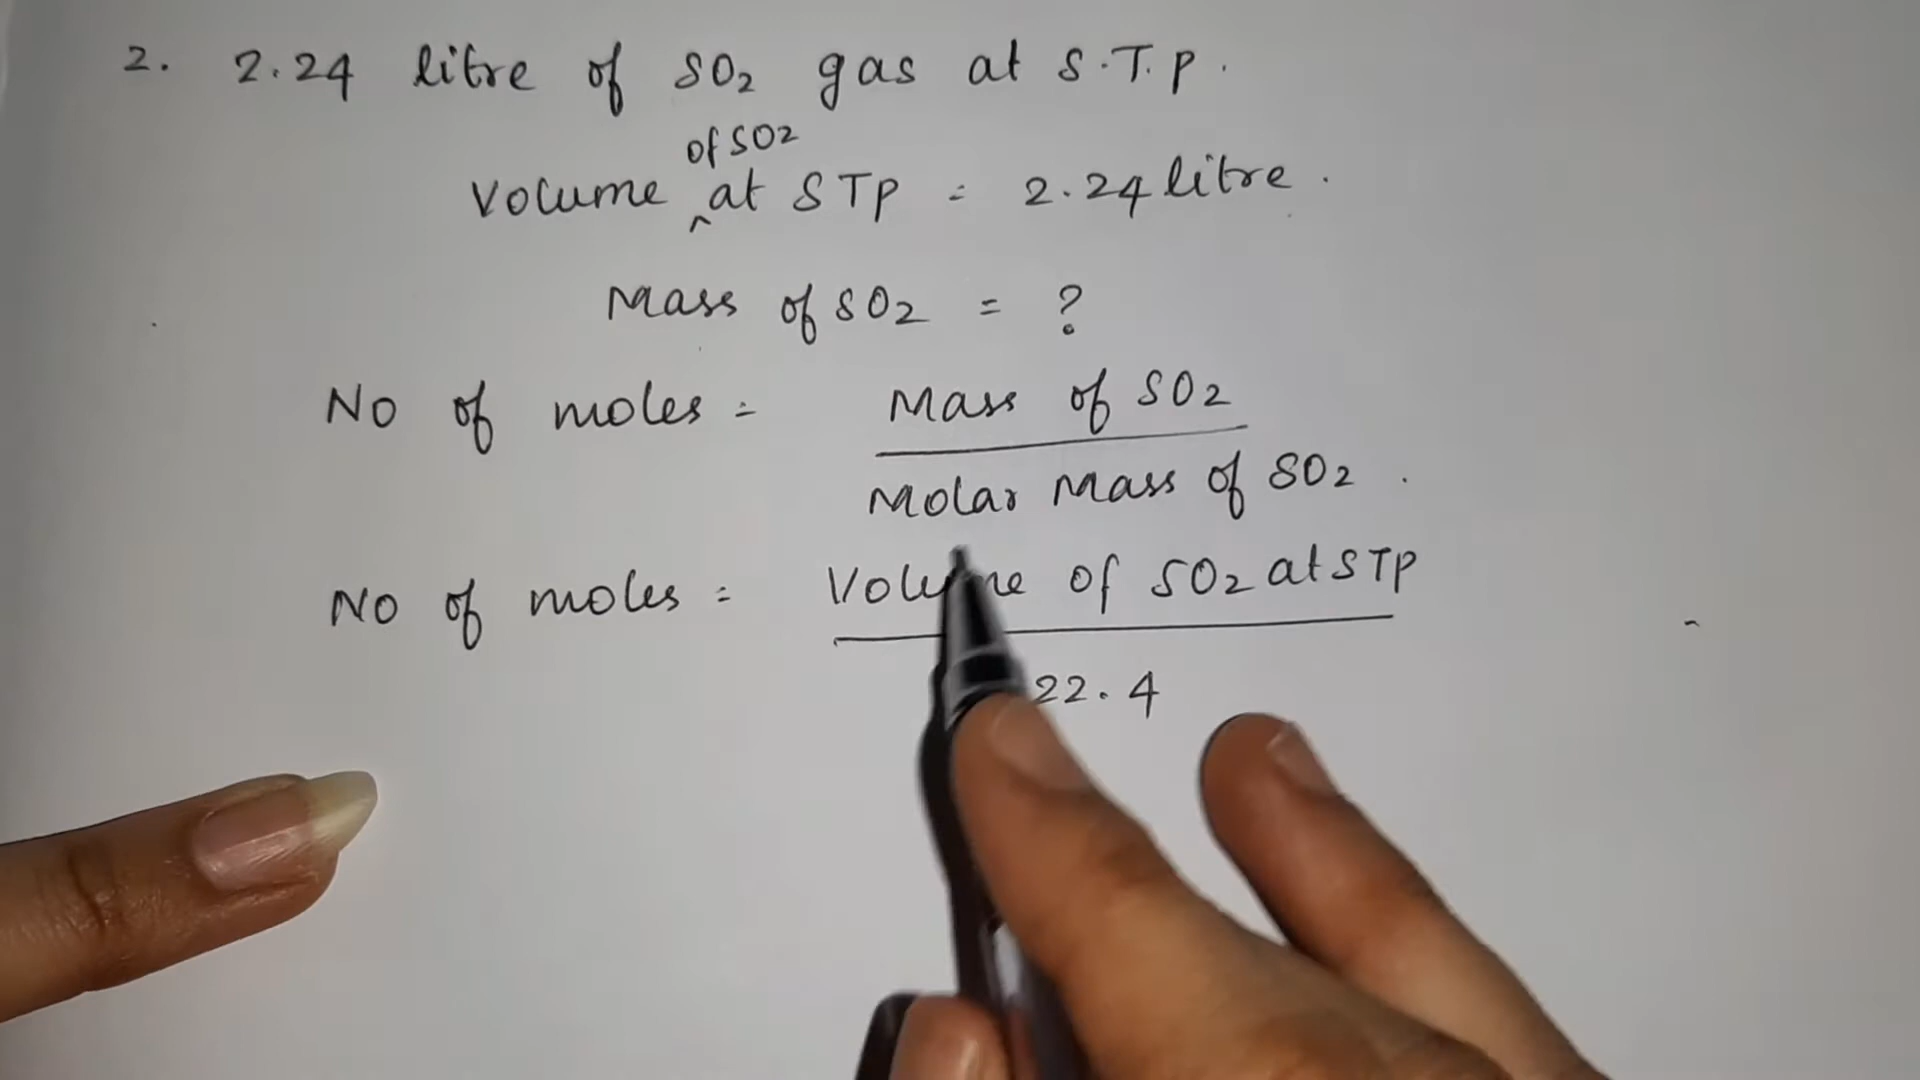 2. 2.24 litre of SO2 gas at S.T.P.
of SO2
Volume ^ at STP = 2.24 litre.
Mass of SO2 = ?
No of moles = Mass of SO2
Molar Mass of SO2.
No of moles = Volume of SO2 at STP
22.4